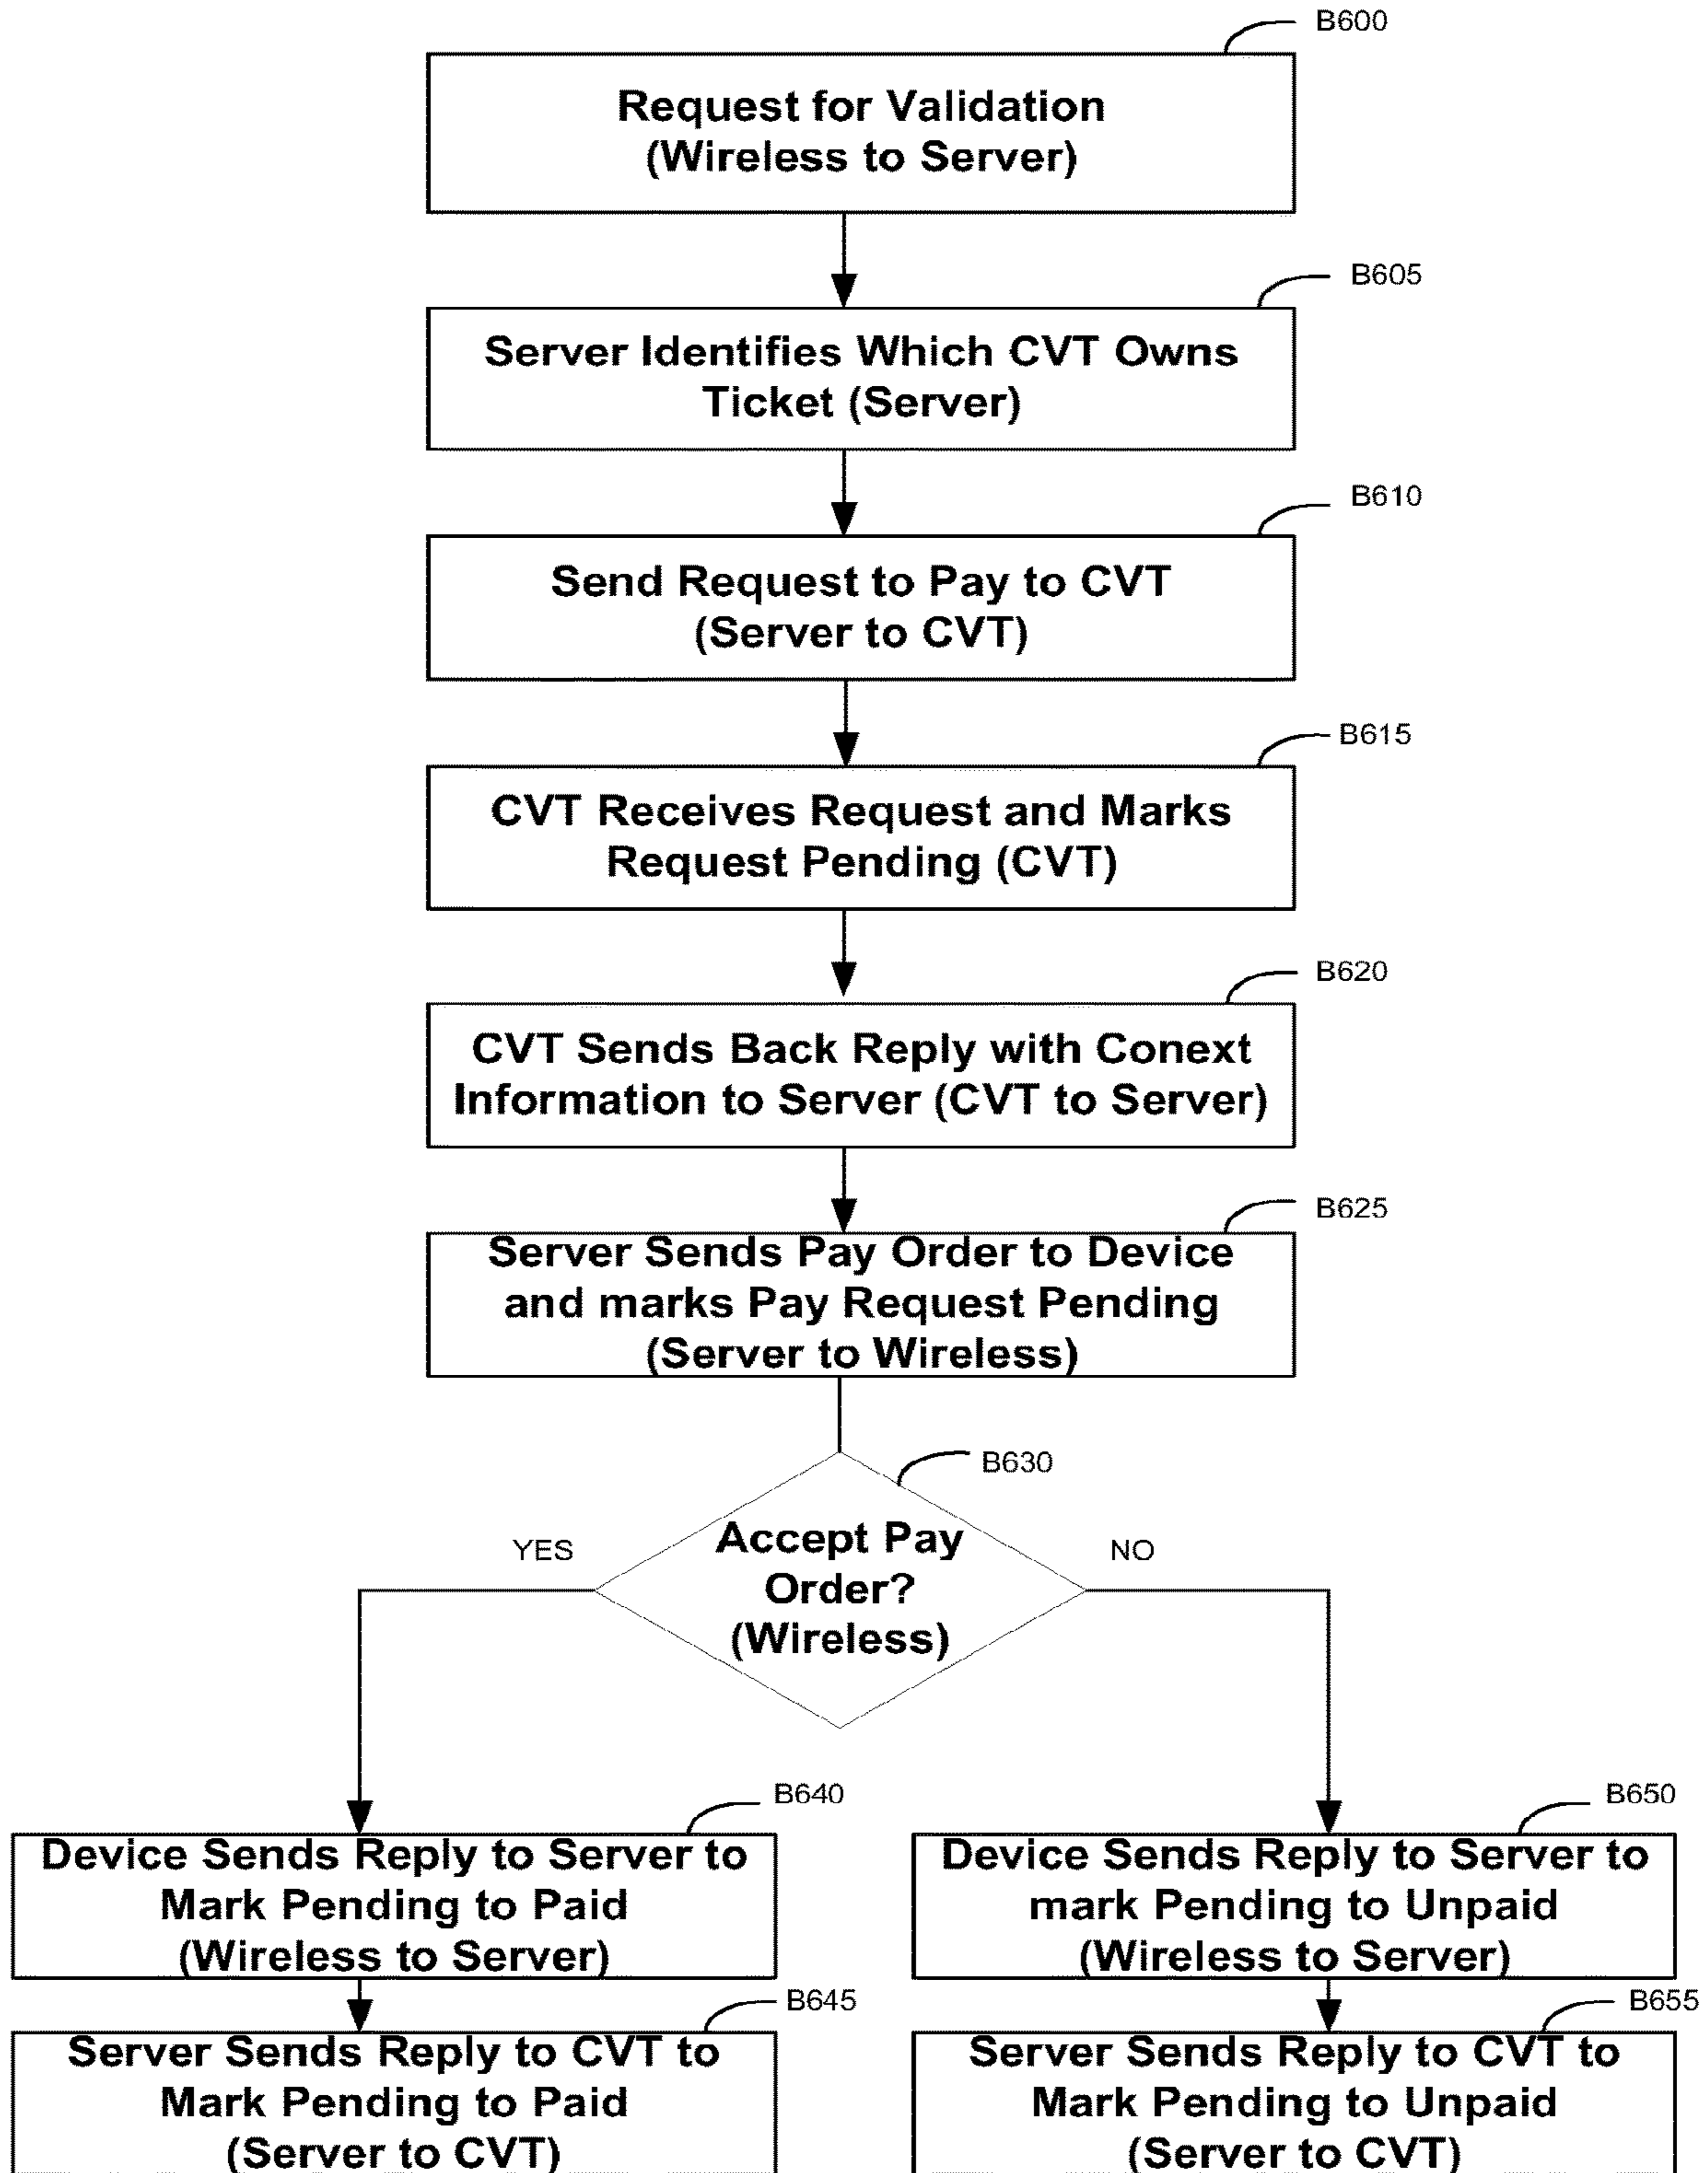 B600
Request for Validation
(Wireless to Server)
B605
Server Identifies Which CVT Owns
Ticket (Server)
B610
Send Request to Pay to CVT
(Server to CVT)
B615
CVT Receives Request and Marks
Request Pending (CVT)
B620
CVT Sends Back Reply with Conext
Information to Server (CVT to Server)
B625
Server Sends Pay Order to Device
and marks Pay Request Pending
(Server to Wireless)
B630
Accept Pay
Order?
(Wireless)
YES
NO
B640
Device Sends Reply to Server to
Mark Pending to Paid
(Wireless to Server)
B650
Device Sends Reply to Server to
mark Pending to Unpaid
(Wireless to Server)
B645
Server Sends Reply to CVT to
Mark Pending to Paid
(Server to CVT)
B655
Server Sends Reply to CVT to
Mark Pending to Unpaid
(Server to CVT)